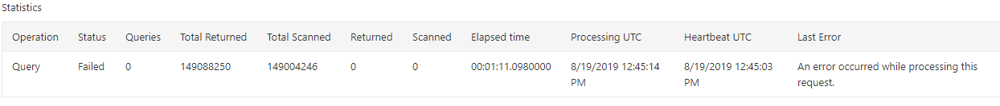 Statistics
Operation Status Queries Total Returned Total Scanned Returned Scanned Elapsed time Processing UTC Heartbeat UTC Last Error
Query Failed 0 149088250 149004246 0 0 00:01:11.0980000 8/19/2019 12:45:14 8/19/2019 12:45:03 An error occurred while processing this
PM PM request.